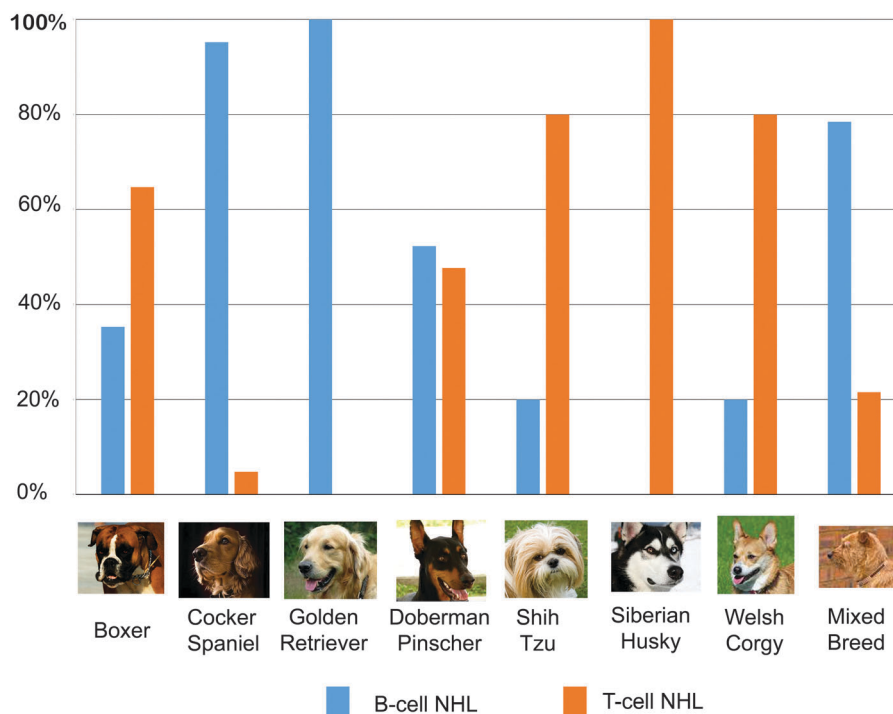 100%
80%
60%
40%
20%
0%
Boxer
Cocker
Spaniel
Golden
Retriever
Doberman
Pinscher
Shih
Tzu
Siberian
Husky
Welsh
Corgy
Mixed
Breed
B-cell NHL
T-cell NHL